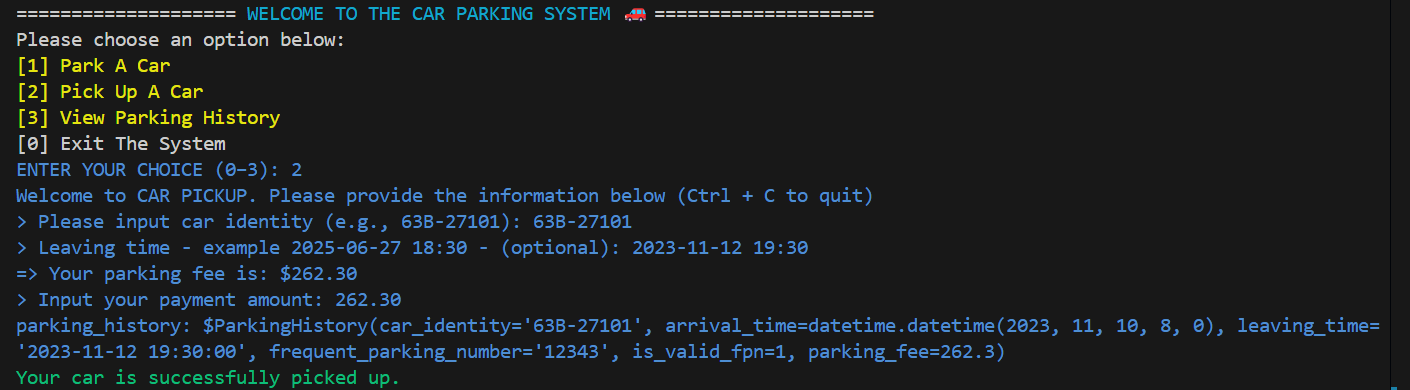 ==================== WELCOME TO THE CAR PARKING SYSTEM 🚗 ====================
Please choose an option below:
[1] Park A Car
[2] Pick Up A Car
[3] View Parking History
[0] Exit The System
ENTER YOUR CHOICE (0–3): 2
Welcome to CAR PICKUP. Please provide the information below (Ctrl + C to quit)
> Please input car identity (e.g., 63B-27101): 63B-27101
> Leaving time - example 2025-06-27 18:30 - (optional): 2023-11-12 19:30
=> Your parking fee is: $262.30
> Input your payment amount: 262.30
parking_history: $ParkingHistory(car_identity='63B-27101', arrival_time=datetime.datetime(2023, 11, 10, 8, 0), leaving_time=
'2023-11-12 19:30:00', frequent_parking_number='12343', is_valid_fpn=1, parking_fee=262.3)
Your car is successfully picked up.